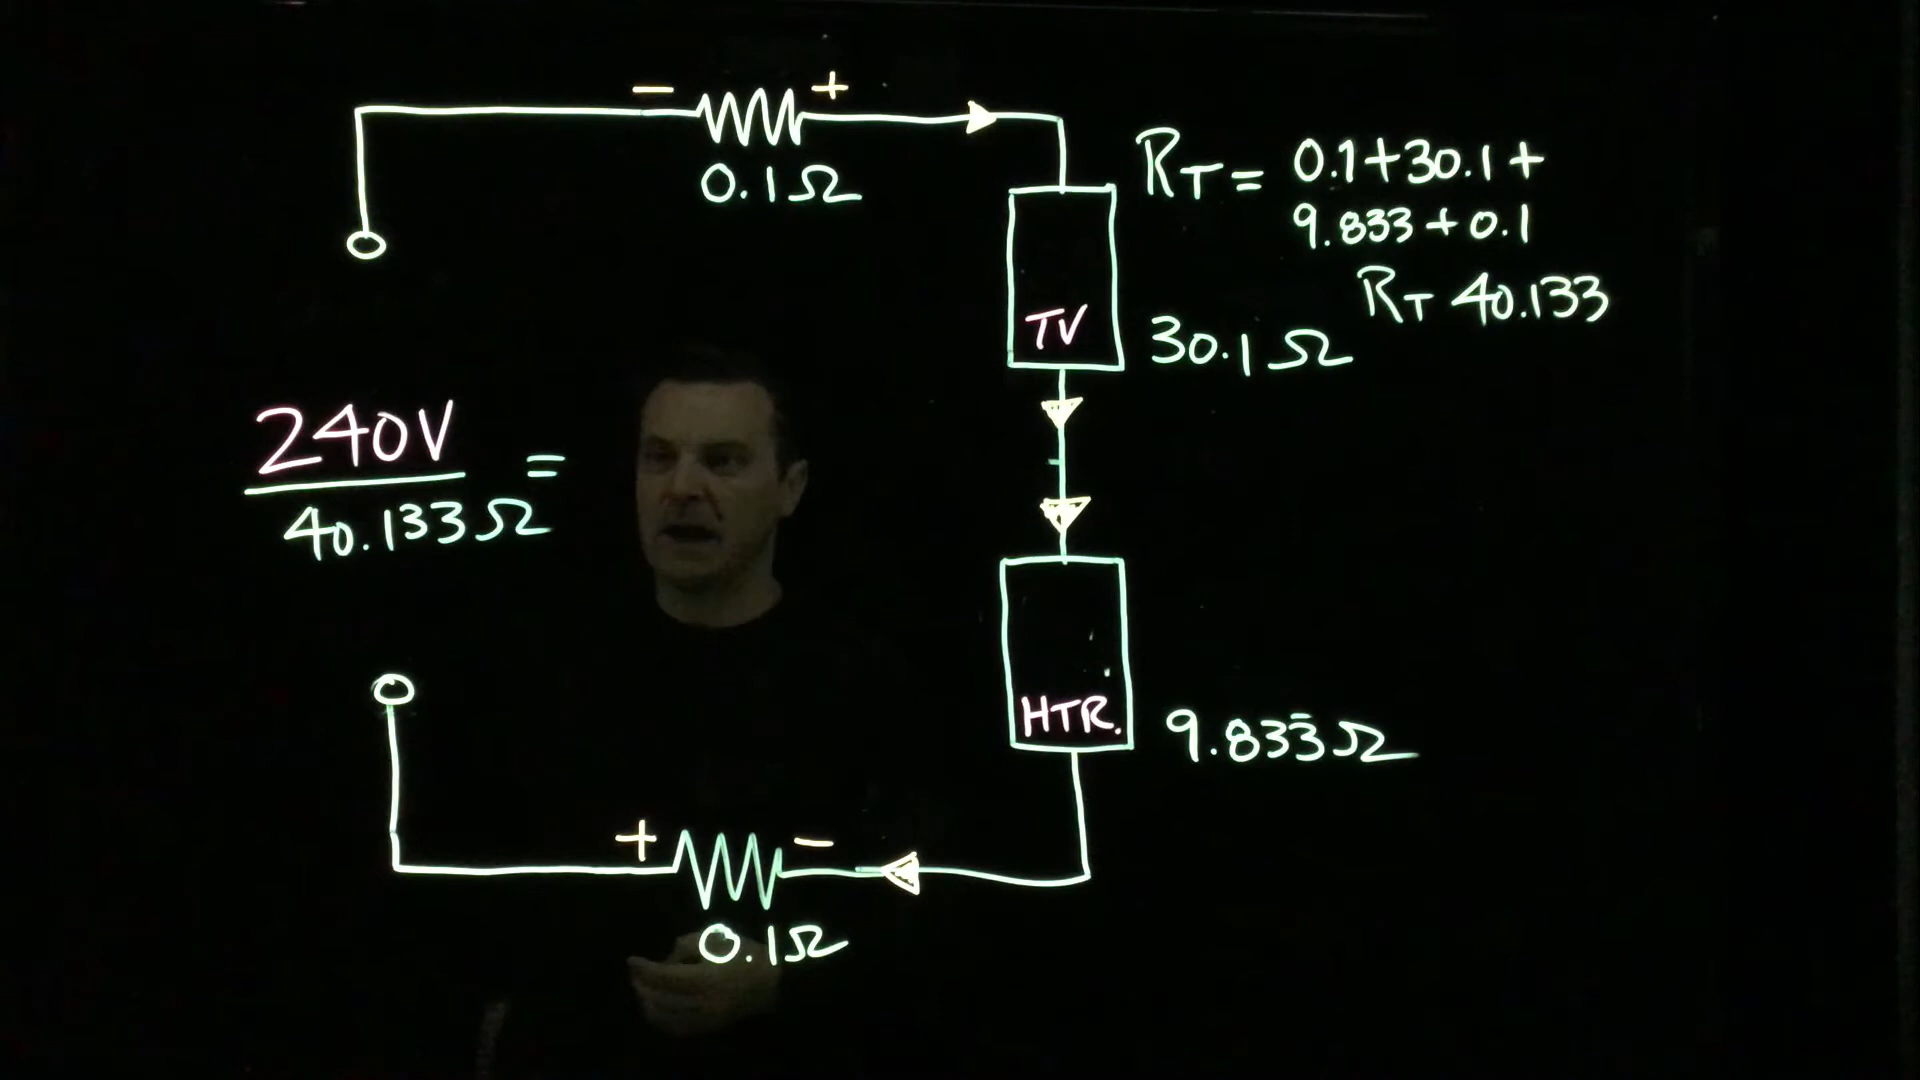 − +
0.1Ω
R_T = 0.1+30.1+
9.833+0.1
R_T 40.133
TV
30.1Ω
240V
=
40.133Ω
HTR.
9.833Ω
+ −
0.1Ω